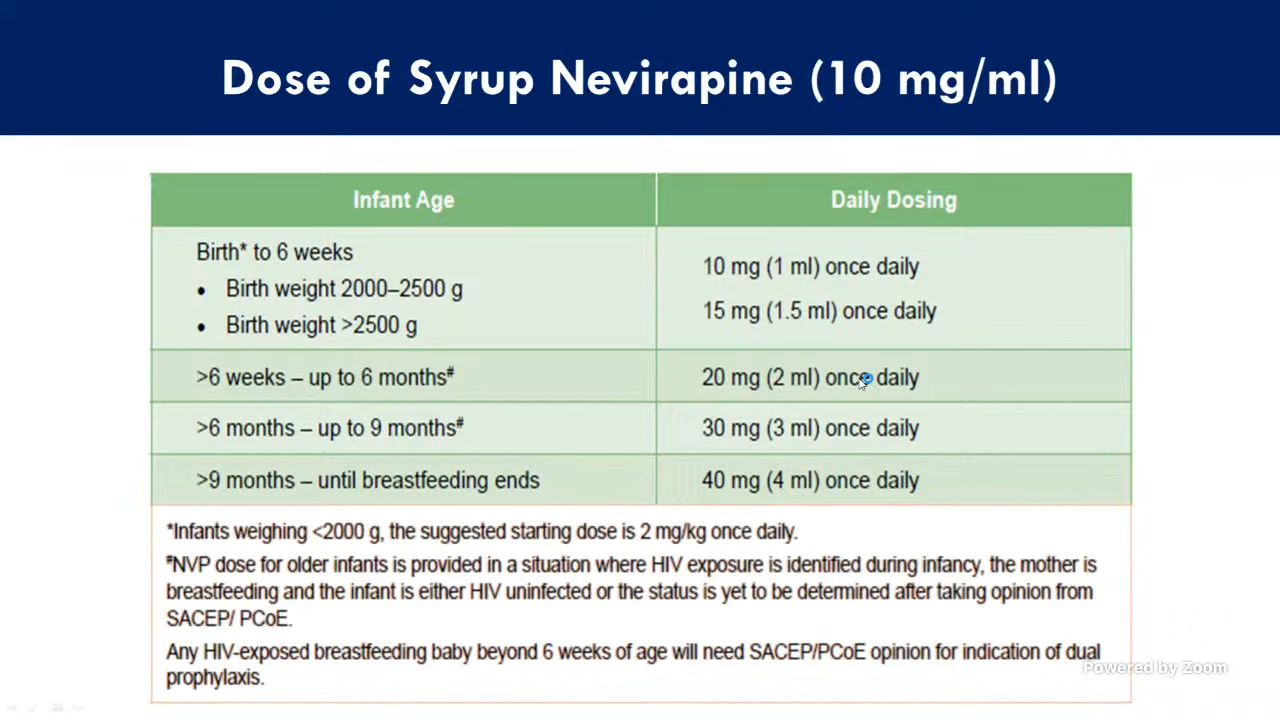 Dose of Syrup Nevirapine (10 mg/ml)
Infant Age
Daily Dosing
Birth* to 6 weeks
• Birth weight 2000–2500 g
10 mg (1 ml) once daily
• Birth weight >2500 g
15 mg (1.5 ml) once daily
>6 weeks – up to 6 months#
20 mg (2 ml) once daily
>6 months – up to 9 months#
30 mg (3 ml) once daily
>9 months – until breastfeeding ends
40 mg (4 ml) once daily
*Infants weighing <2000 g, the suggested starting dose is 2 mg/kg once daily.
#NVP dose for older infants is provided in a situation where HIV exposure is identified during infancy, the mother is
breastfeeding and the infant is either HIV uninfected or the status is yet to be determined after taking opinion from
SACEP/ PCoE.
Any HIV-exposed breastfeeding baby beyond 6 weeks of age will need SACEP/PCoE opinion for indication of dual
prophylaxis.
Powered by Zoom